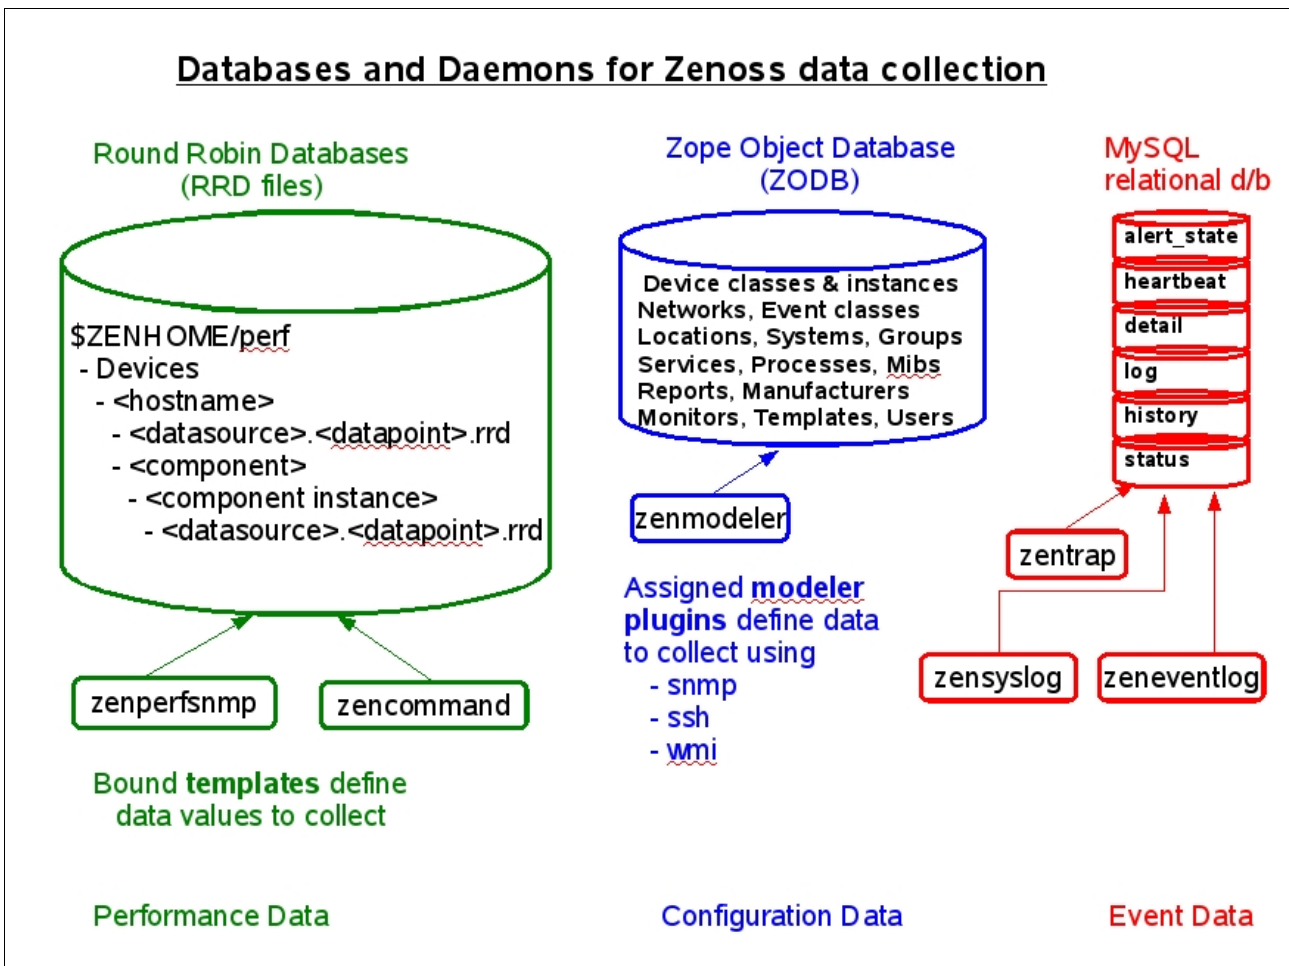 Databases and Daemons for Zenoss data collection
Round Robin Databases
(RRD files)
$ZENHOME/perf
- Devices
- <hostname>
- <datasource>.<datapoint>.rrd
- <component>
- <component instance>
- <datasource>.<datapoint>.rrd
zenperfsnmp
zencommand
Bound templates define
data values to collect
Performance Data
Zope Object Database
(ZODB)
Device classes & instances
Networks, Event classes
Locations, Systems, Groups
Services, Processes, Mibs
Reports, Manufacturers
Monitors, Templates, Users
zenmodeler
Assigned modeler
plugins define data
to collect using
- snmp
- ssh
- wmi
Configuration Data
MySQL
relational d/b
alert_state
heartbeat
detail
log
history
status
zentrap
zensyslog
zeneventlog
Event Data